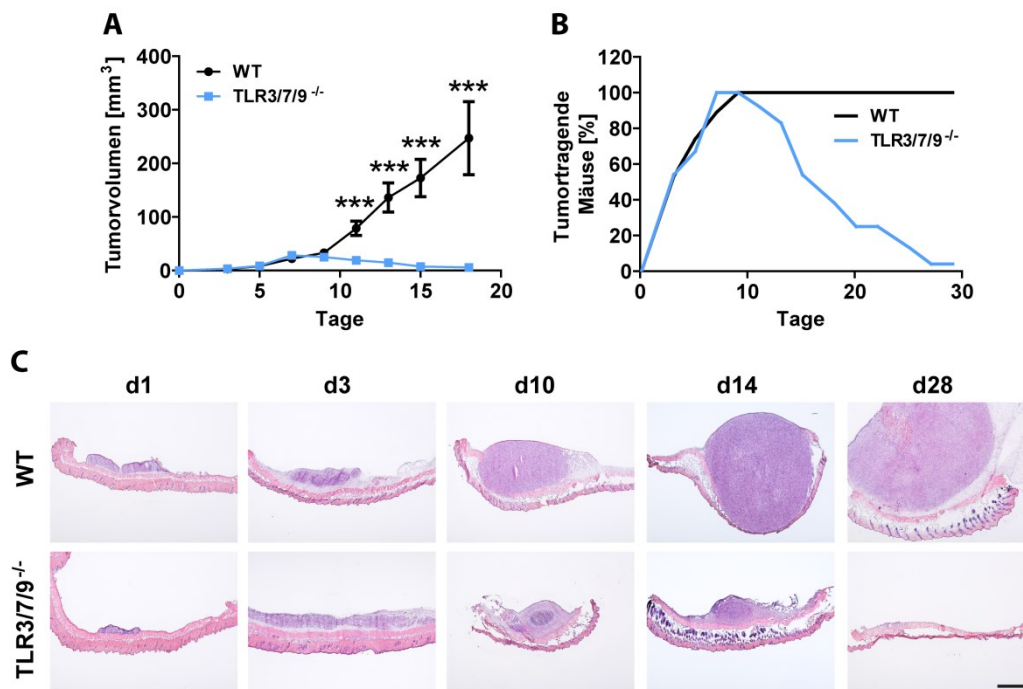 A
Tumorvolumen [mm³]
400
300
200
100
0
0 5 10 15 20
Tage
WT
TLR3/7/9 -/-
***
***
***
***
B
Tumortragende
Mäuse [%]
120
100
80
60
40
20
0
0 10 20 30
Tage
WT
TLR3/7/9 -/-
C
d1 d3 d10 d14 d28
WT
TLR3/7/9 -/-